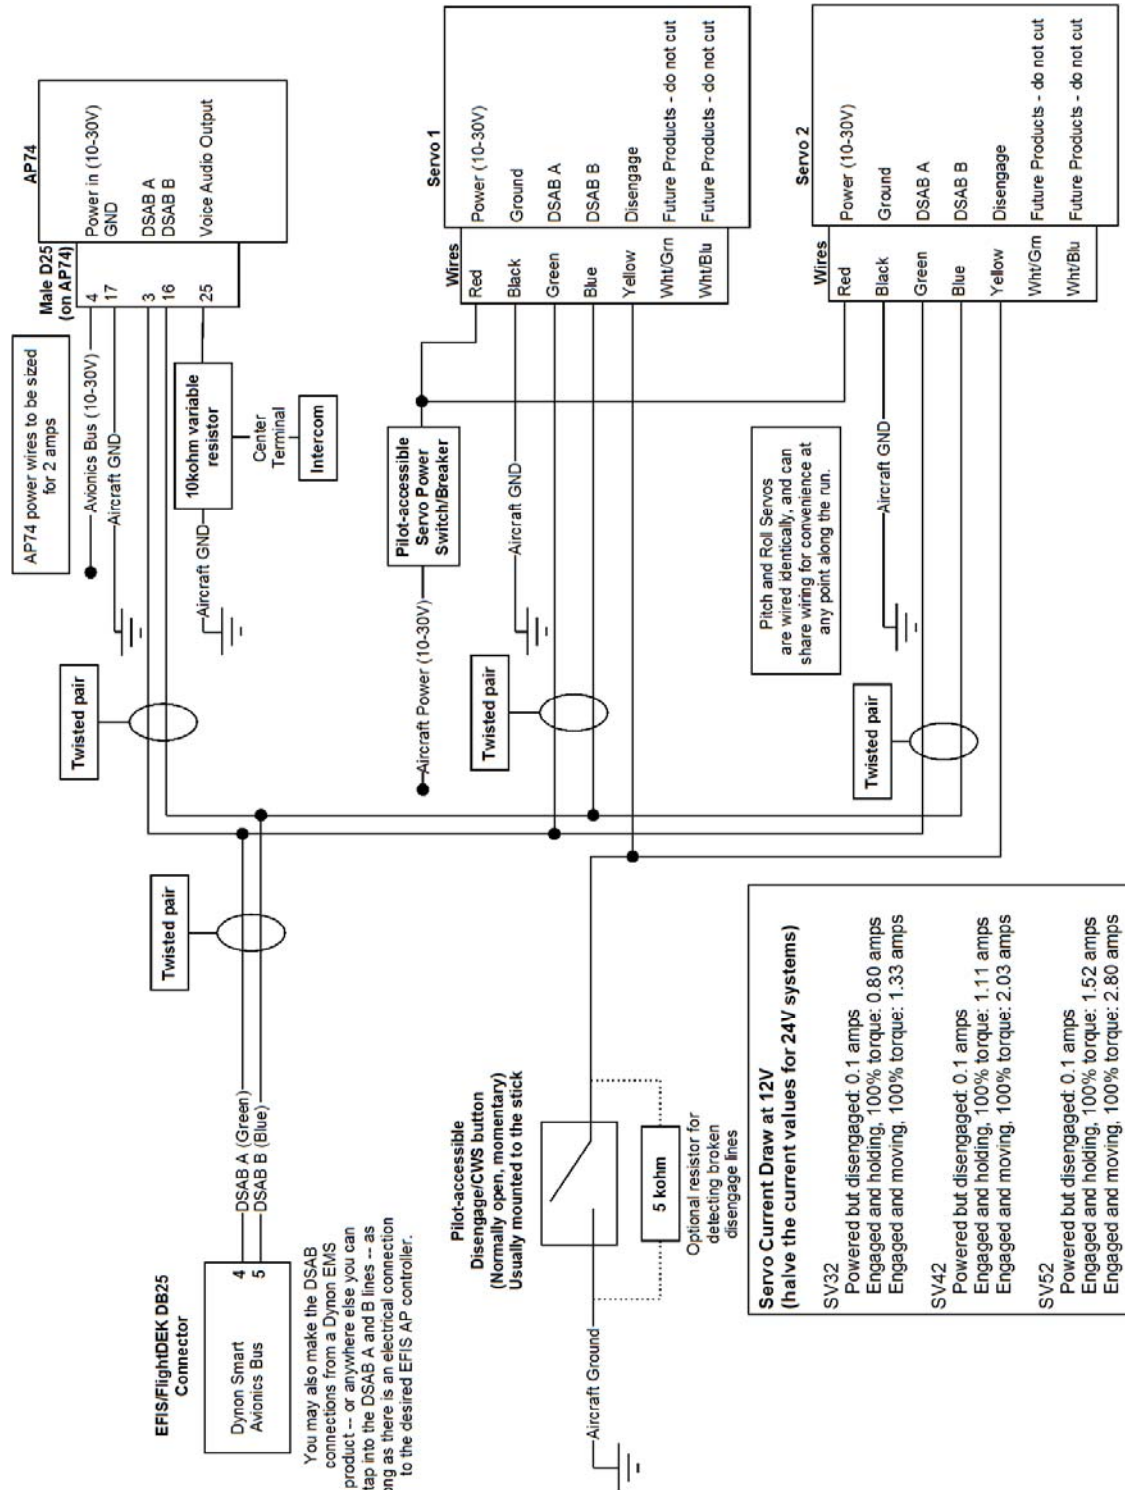 EFIS/FlightDEK DB25
Connector
Dynon Smart
Avionics Bus
4
5
DSAB A (Green)
DSAB B (Blue)
Twisted pair
You may also make the DSAB
connections from a Dynon EMS
product -- or anywhere else you can
tap into the DSAB A and B lines -- as
ong as there is an electrical connection
to the desired EFIS AP controller.
Twisted pair
AP74 power wires to be sized
for 2 amps
Avionics Bus (10-30V)
Aircraft GND
Aircraft GND
10kohm variable
resistor
Center
Terminal
Intercom
AP74
Male D25
(on AP74)
4
17
3
16
25
Power in (10-30V)
GND
DSAB A
DSAB B
Voice Audio Output
Pilot-accessible
Servo Power
Switch/Breaker
Aircraft Power (10-30V)
Aircraft GND
Twisted pair
Servo 1
Wires
Red
Black
Green
Blue
Yellow
Wht/Grn
Wht/Blu
Power (10-30V)
Ground
DSAB A
DSAB B
Disengage
Future Products - do not cut
Future Products - do not cut
Pilot-accessible
Disengage/CWS button
(Normally open, momentary)
Usually mounted to the stick
Aircraft Ground
5 kohm
Optional resistor for
detecting broken
disengage lines
Pitch and Roll Servos
are wired identically, and can
share wiring for convenience at
any point along the run.
Aircraft GND
Twisted pair
Servo 2
Wires
Red
Black
Green
Blue
Yellow
Wht/Grn
Wht/Blu
Power (10-30V)
Ground
DSAB A
DSAB B
Disengage
Future Products - do not cut
Future Products - do not cut
Servo Current Draw at 12V
(halve the current values for 24V systems)
SV32
Powered but disengaged: 0.1 amps
Engaged and holding, 100% torque: 0.80 amps
Engaged and moving, 100% torque: 1.33 amps
SV42
Powered but disengaged: 0.1 amps
Engaged and holding, 100% torque: 1.11 amps
Engaged and moving, 100% torque: 2.03 amps
SV52
Powered but disengaged: 0.1 amps
Engaged and holding, 100% torque: 1.52 amps
Engaged and moving, 100% torque: 2.80 amps